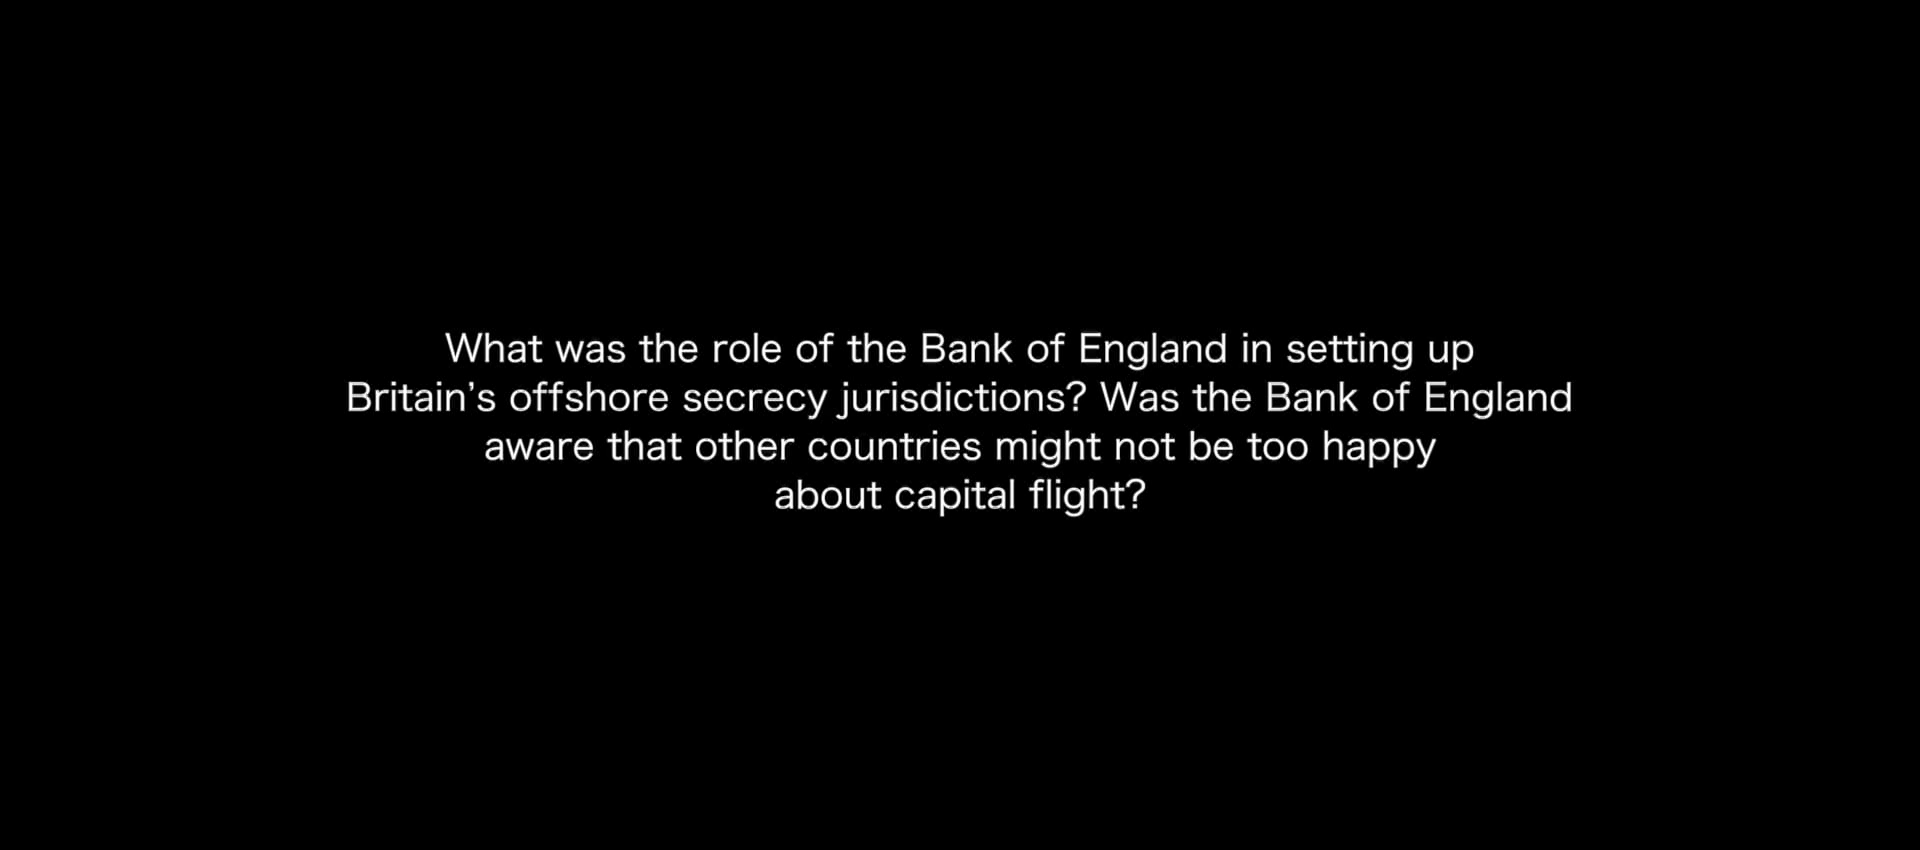 What was the role of the Bank of England in setting up
Britain’s offshore secrecy jurisdictions? Was the Bank of England
aware that other countries might not be too happy
about capital flight?